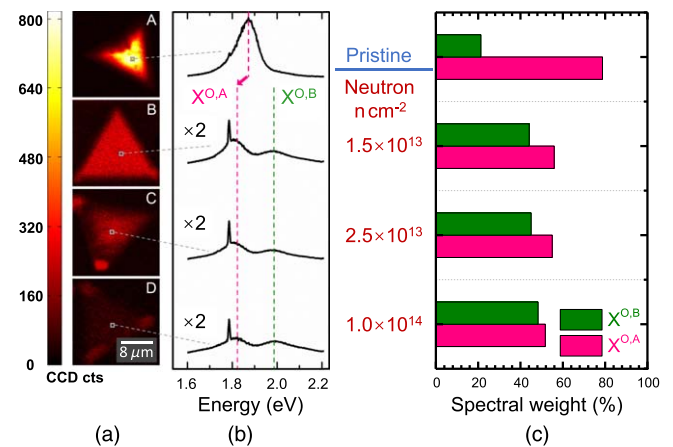 800
640
480
320
160
0
CCD cts
A
B
C
D
8 μm
(a)
X^O,A
X^O,B
×2
×2
×2
1.6 1.8 2.0 2.2
Energy (eV)
(b)
Pristine
Neutron
n cm-2
1.5×10^13
2.5×10^13
1.0×10^14
X^O,B
X^O,A
0 20 40 60 80 100
Spectral weight (%)
(c)